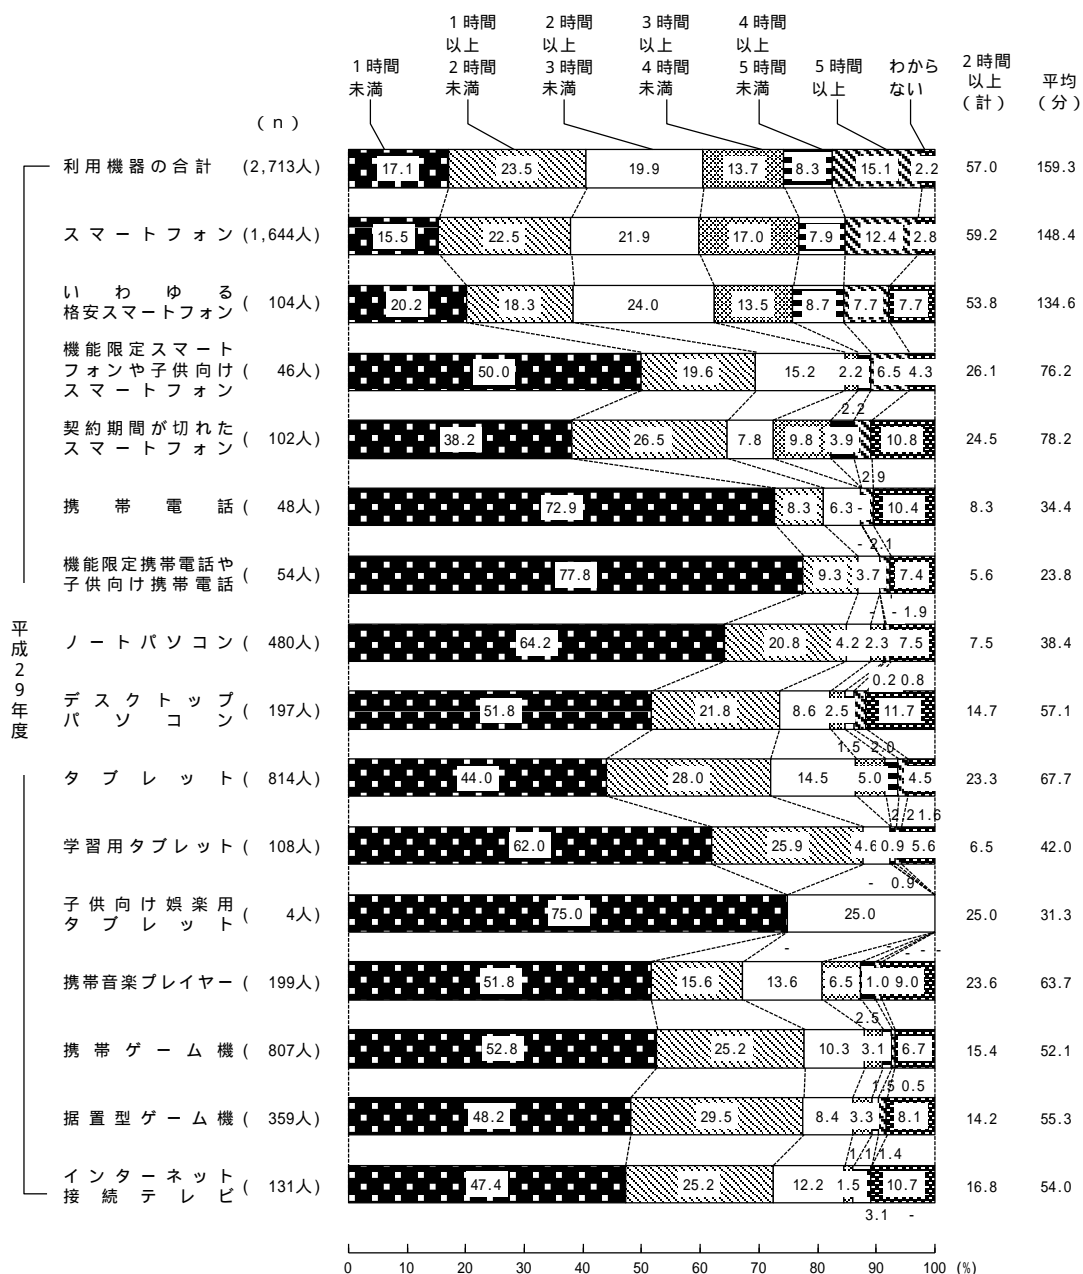 1時間
未満
1時間
以上
2時間
未満
2時間
以上
3時間
未満
3時間
以上
4時間
未満
4時間
以上
5時間
未満
5時間
以上
わから
ない
2時間
以上
(計)
平均
(分)
(n)
平成29年度
利用機器の合計 (2,713人) 17.1 23.5 19.9 13.7 8.3 15.1 2.2 57.0 159.3
スマートフォン (1,644人) 15.5 22.5 21.9 17.0 7.9 12.4 2.8 59.2 148.4
いわゆる
格安スマートフォン ( 104人) 20.2 18.3 24.0 13.5 8.7 7.7 7.7 53.8 134.6
機能限定スマート
フォンや子供向け ( 46人) 50.0 19.6 15.2 2.2 6.5 4.3 26.1 76.2
スマートフォン
2.2
契約期間が切れた
スマートフォン ( 102人) 38.2 26.5 7.8 9.8 3.9 10.8 24.5 78.2
2.9
携帯電話 ( 48人) 72.9 8.3 6.3 - 10.4 8.3 34.4
- 2.1
機能限定携帯電話や
子供向け携帯電話 ( 54人) 77.8 9.3 3.7 7.4 5.6 23.8
- - 1.9
ノートパソコン ( 480人) 64.2 20.8 4.2 2.3 7.5 7.5 38.4
0.2 0.8
デスクトップ
パソコン ( 197人) 51.8 21.8 8.6 2.5 11.7 14.7 57.1
1.5 2.0
タブレット ( 814人) 44.0 28.0 14.5 5.0 4.5 23.3 67.7
2.2 1.6
学習用タブレット ( 108人) 62.0 25.9 4.6 0.9 5.6 6.5 42.0
- 0.9
子供向け娯楽用
タブレット ( 4人) 75.0 25.0 25.0 31.3
- - - -
携帯音楽プレイヤー ( 199人) 51.8 15.6 13.6 6.5 1.0 9.0 23.6 63.7
2.5
携帯ゲーム機 ( 807人) 52.8 25.2 10.3 3.1 6.7 15.4 52.1
1.5 0.5
据置型ゲーム機 ( 359人) 48.2 29.5 8.4 3.3 8.1 14.2 55.3
1.1 1.4
インターネット
接続テレビ ( 131人) 47.4 25.2 12.2 1.5 10.7 16.8 54.0
3.1 -
0 10 20 30 40 50 60 70 80 90 100 (%)